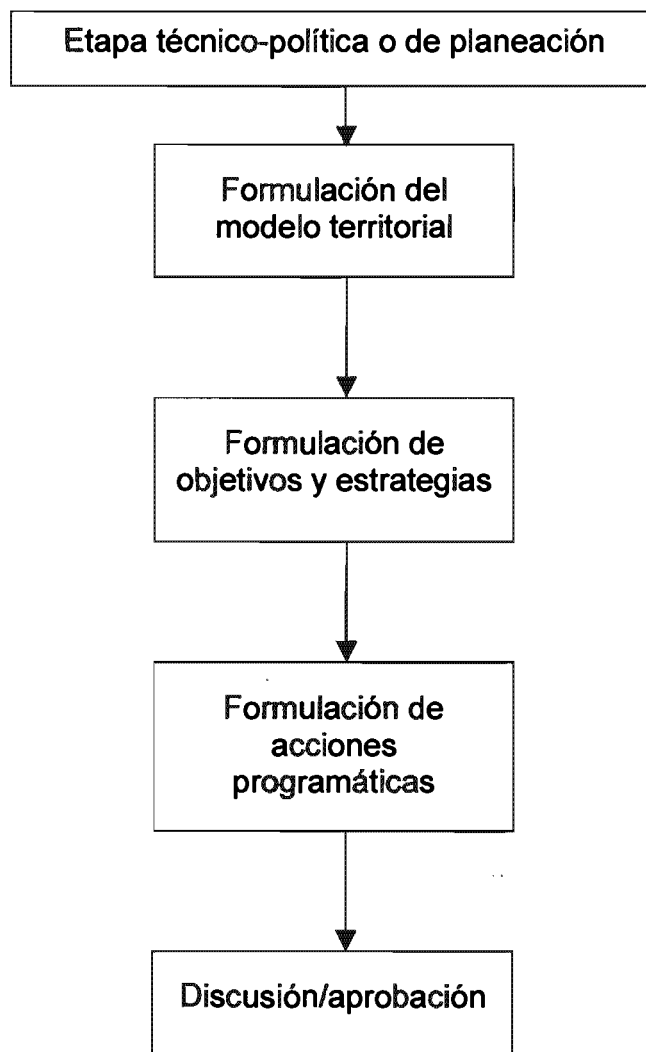 Etapa técnico-política o de planeación
Formulación del
modelo territorial
Formulación de
objetivos y estrategias
Formulación de
acciones
programáticas
Discusión/aprobación